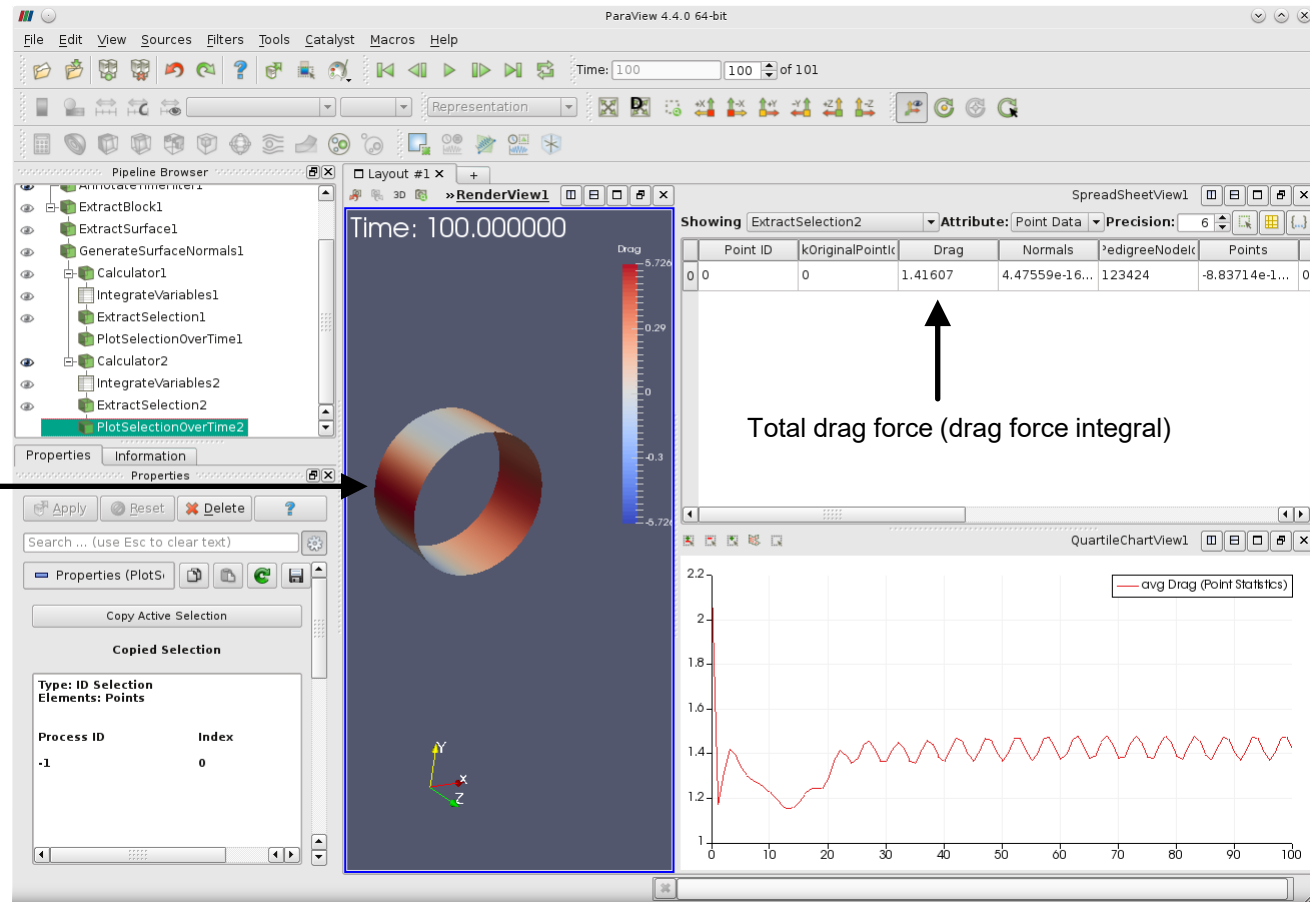 ParaView 4.4.0 64-bit
File Edit View Sources Filters Tools Catalyst Macros Help
Time: 100 100 of 101
Representation
Pipeline Browser
AnnotateTimeFilter1
ExtractBlock1
ExtractSurface1
GenerateSurfaceNormals1
Calculator1
IntegrateVariables1
ExtractSelection1
PlotSelectionOverTime1
Calculator2
IntegrateVariables2
ExtractSelection2
PlotSelectionOverTime2
Properties Information
Properties
Apply Reset Delete ?
Search ... (use Esc to clear text)
Properties (PlotS
Copy Active Selection
Copied Selection
Type: ID Selection
Elements: Points
Process ID Index
-1 0
Layout #1 +
3D »RenderView1
Time: 100.000000
Drag
5.726
0.29
0
-0.3
-5.726
Y
X
Z
SpreadSheetView1
Showing ExtractSelection2 Attribute: Point Data Precision: 6 {...}
Point ID kOriginalPointIc Drag Normals PedigreeNodeId Points
0 0 0 1.41607 4.47559e-16... 123424 -8.83714e-1... 0
Total drag force (drag force integral)
QuartileChartView1
avg Drag (Point Statistics)
2.2
2
1.8
1.6
1.4
1.2
1
0 10 20 30 40 50 60 70 80 90 100